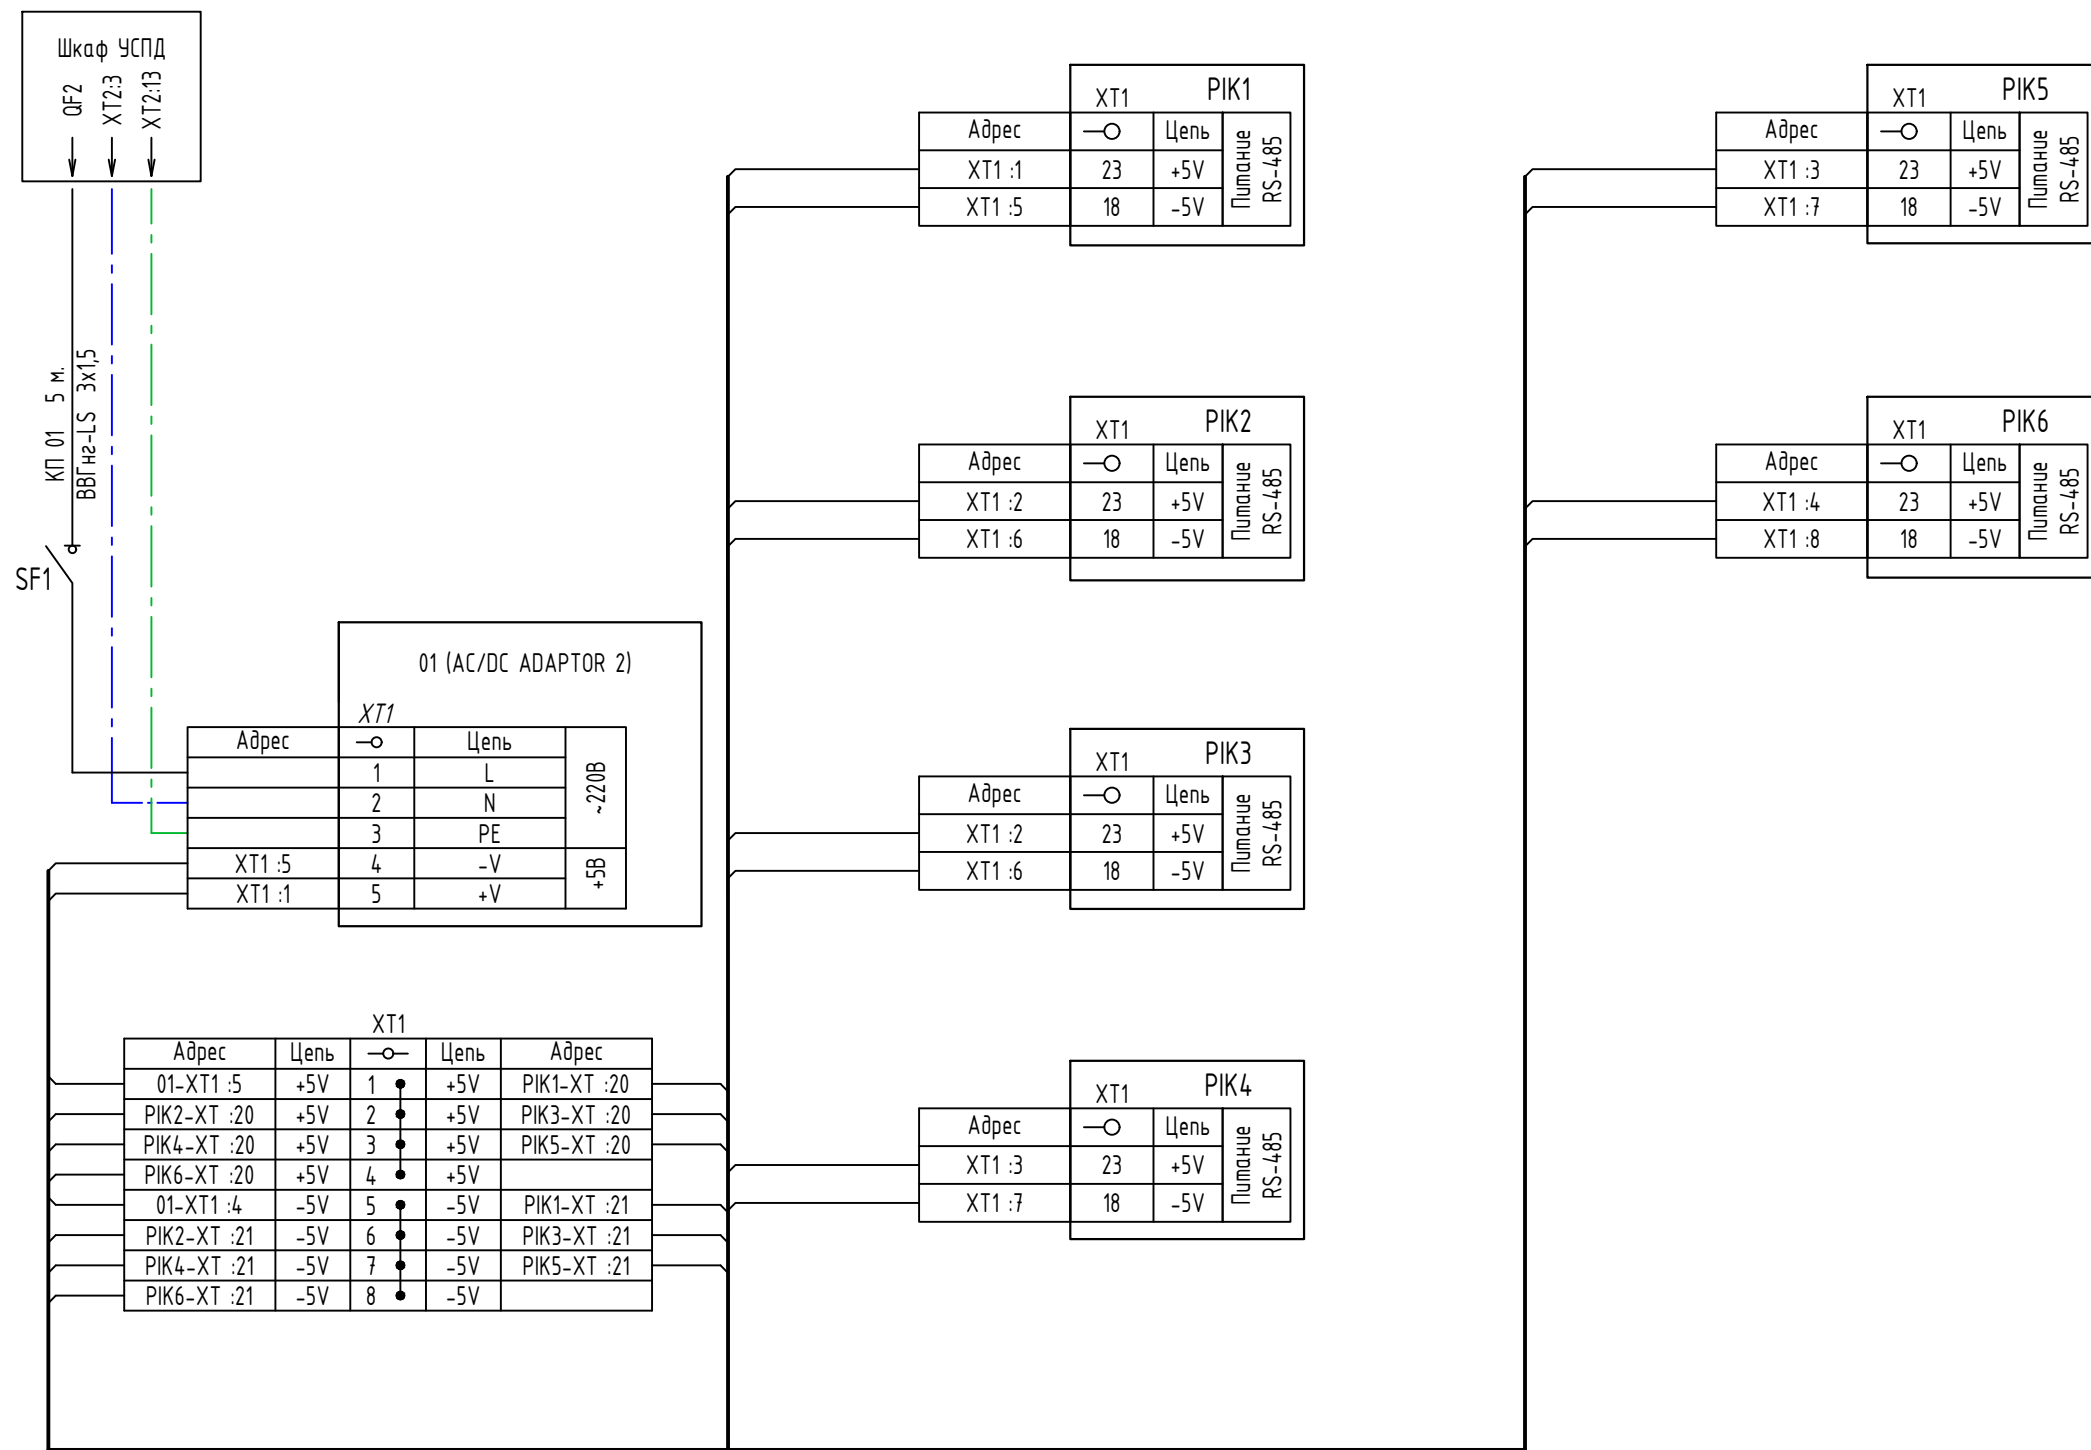 Шкаф УСПД
QF2
XT2:3
XT2:13
КП 01 5 м.
ВВГнг-LS 3x1,5
SF1
01 (AC/DC ADAPTOR 2)
XT1
Адрес Цепь
1 L
2 N
3 PE
~220В
XT1 :5 4 -V
XT1 :1 5 +V
+5В
XT1
Адрес Цепь Цепь Адрес
01-XT1 :5 +5V 1 +5V PIK1-XT :20
PIK2-XT :20 +5V 2 +5V PIK3-XT :20
PIK4-XT :20 +5V 3 +5V PIK5-XT :20
PIK6-XT :20 +5V 4 +5V
01-XT1 :4 -5V 5 -5V PIK1-XT :21
PIK2-XT :21 -5V 6 -5V PIK3-XT :21
PIK4-XT :21 -5V 7 -5V PIK5-XT :21
PIK6-XT :21 -5V 8 -5V
XT1 PIK1
Адрес Цепь
XT1 :1 23 +5V
XT1 :5 18 -5V
Питание
RS-485
XT1 PIK2
Адрес Цепь
XT1 :2 23 +5V
XT1 :6 18 -5V
Питание
RS-485
XT1 PIK3
Адрес Цепь
XT1 :2 23 +5V
XT1 :6 18 -5V
Питание
RS-485
XT1 PIK4
Адрес Цепь
XT1 :3 23 +5V
XT1 :7 18 -5V
Питание
RS-485
XT1 PIK5
Адрес Цепь
XT1 :3 23 +5V
XT1 :7 18 -5V
Питание
RS-485
XT1 PIK6
Адрес Цепь
XT1 :4 23 +5V
XT1 :8 18 -5V
Питание
RS-485